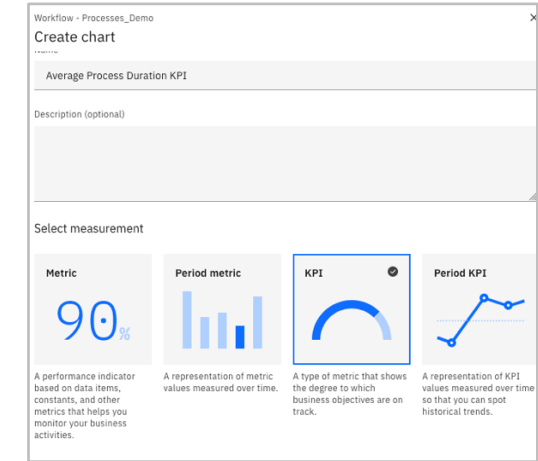 Workflow - Processes_Demo
Create chart
Name
Average Process Duration KPI
Description (optional)
Select measurement
Metric
90%
A performance indicator
based on data items,
constants, and other
metrics that helps you
monitor your business
activities.
Period metric
A representation of metric
values measured over time.
KPI
A type of metric that shows
the degree to which
business objectives are on
track.
Period KPI
A representation of KPI
values measured over time
so that you can spot
historical trends.